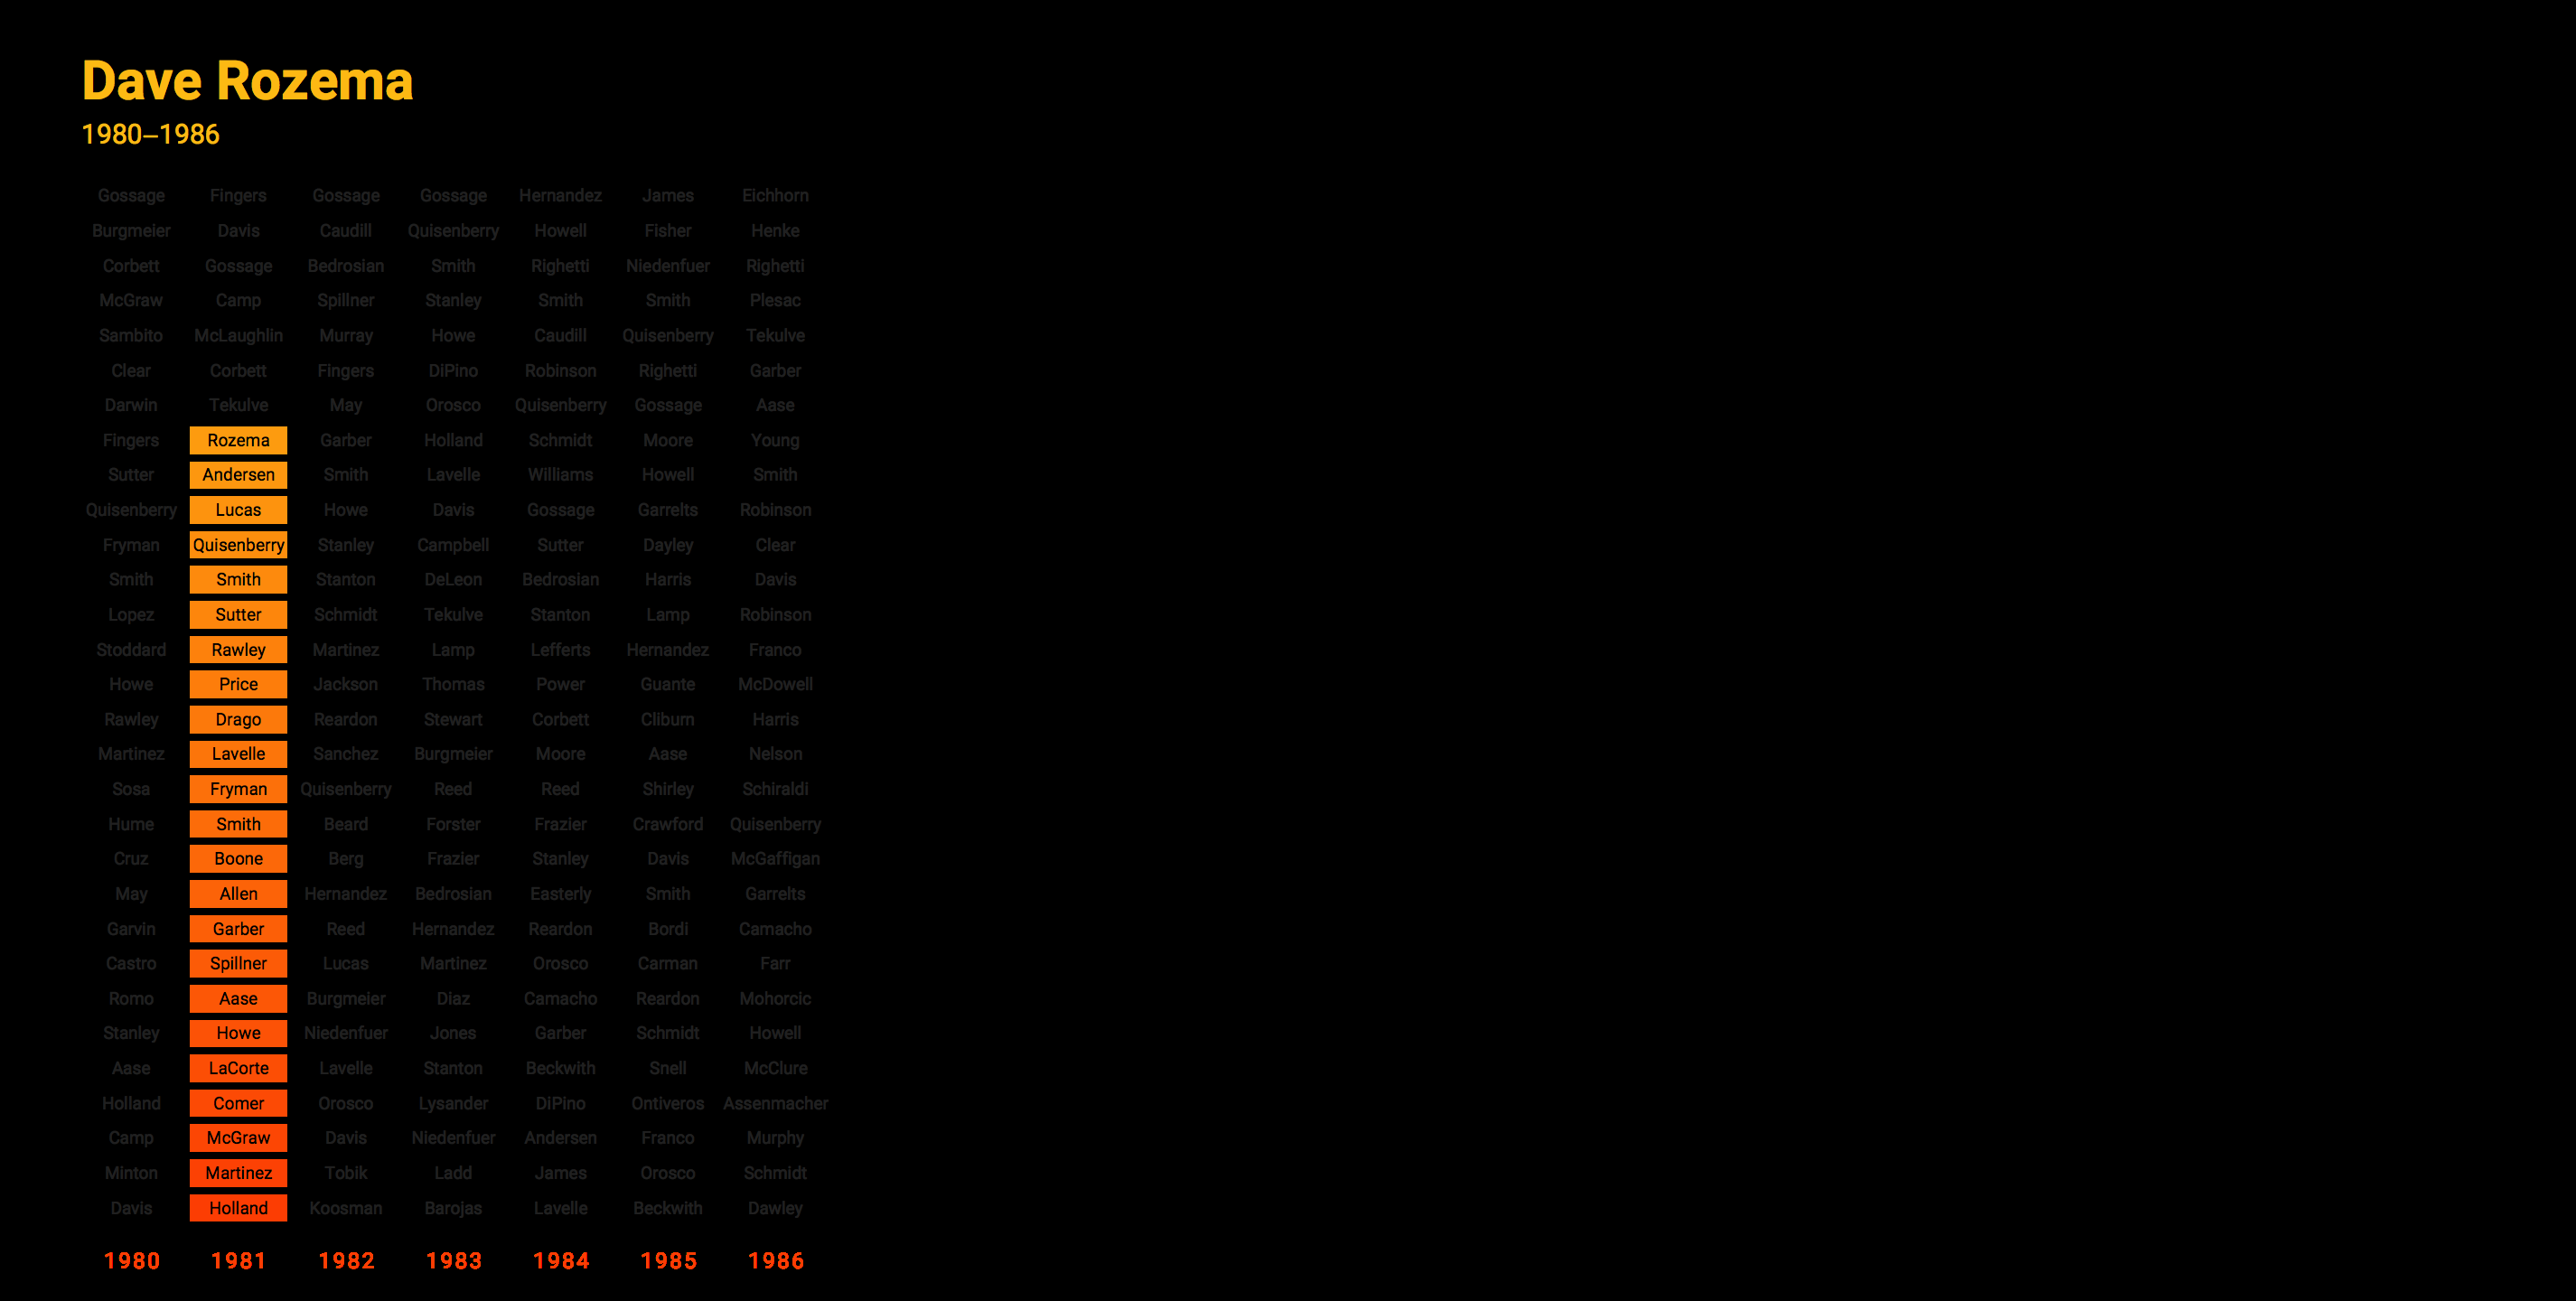 Dave Rozema
1980–1986
Gossage Fingers Gossage Gossage Hernandez James Eichhorn
Burgmeier Davis Caudill Quisenberry Howell Fisher Henke
Corbett Gossage Bedrosian Smith Righetti Niedenfuer Righetti
McGraw Camp Spillner Stanley Smith Smith Plesac
Sambito McLaughlin Murray Howe Caudill Quisenberry Tekulve
Clear Corbett Fingers DiPino Robinson Righetti Garber
Darwin Tekulve May Orosco Quisenberry Gossage Aase
Fingers Rozema Garber Holland Schmidt Moore Young
Sutter Andersen Smith Lavelle Williams Howell Smith
Quisenberry Lucas Howe Davis Gossage Garrelts Robinson
Fryman Quisenberry Stanley Campbell Sutter Dayley Clear
Smith Smith Stanton DeLeon Bedrosian Harris Davis
Lopez Sutter Schmidt Tekulve Stanton Lamp Robinson
Stoddard Rawley Martinez Lamp Lefferts Hernandez Franco
Howe Price Jackson Thomas Power Guante McDowell
Rawley Drago Reardon Stewart Corbett Cliburn Harris
Martinez Lavelle Sanchez Burgmeier Moore Aase Nelson
Sosa Fryman Quisenberry Reed Reed Shirley Schiraldi
Hume Smith Beard Forster Frazier Crawford Quisenberry
Cruz Boone Berg Frazier Stanley Davis McGaffigan
May Allen Hernandez Bedrosian Easterly Smith Garrelts
Garvin Garber Reed Hernandez Reardon Bordi Camacho
Castro Spillner Lucas Martinez Orosco Carman Farr
Romo Aase Burgmeier Diaz Camacho Reardon Mohorcic
Stanley Howe Niedenfuer Jones Garber Schmidt Howell
Aase LaCorte Lavelle Stanton Beckwith Snell McClure
Holland Comer Orosco Lysander DiPino Ontiveros Assenmacher
Camp McGraw Davis Niedenfuer Andersen Franco Murphy
Minton Martinez Tobik Ladd James Orosco Schmidt
Davis Holland Koosman Barojas Lavelle Beckwith Dawley
1980 1981 1982 1983 1984 1985 1986